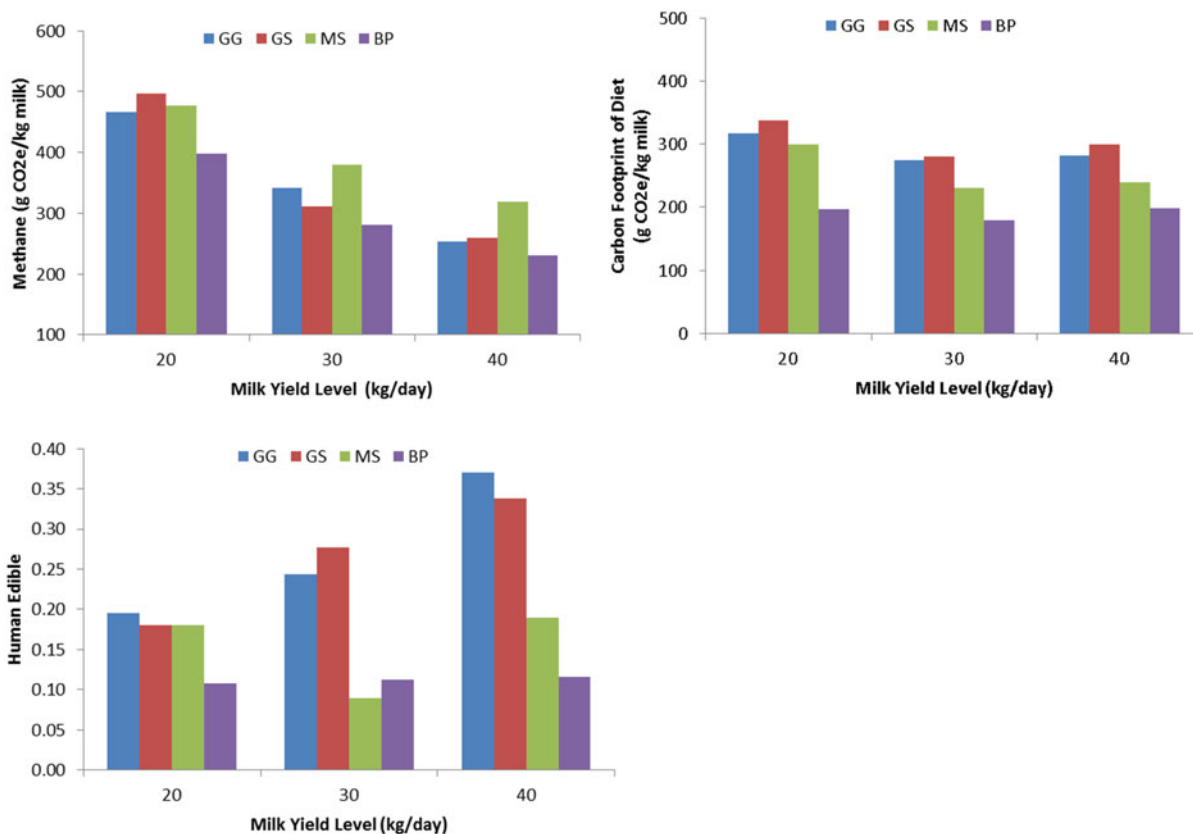 GG GS MS BP
600
500
400
300
200
100
20 30 40
Methane (g CO2e/kg milk)
Milk Yield Level (kg/day)
GG GS MS BP
500
400
300
200
100
0
20 30 40
Carbon Footprint of Diet
(g CO2e/kg milk)
Milk Yield Level (kg/day)
GG GS MS BP
0.40
0.35
0.30
0.25
0.20
0.15
0.10
0.05
0.00
20 30 40
Human Edible
Milk Yield Level (kg/day)